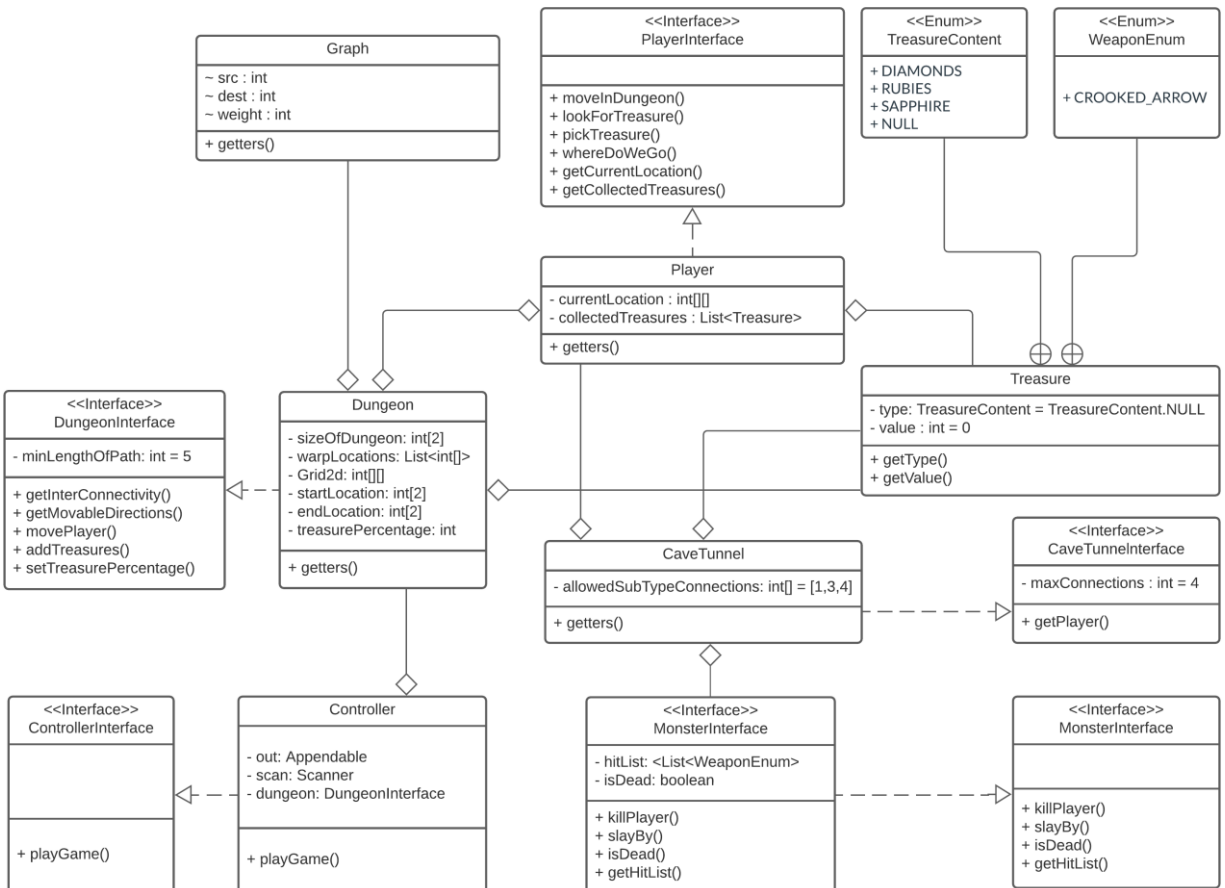 Graph
~ src : int
~ dest : int
~ weight : int
+ getters()
<<Interface>>
PlayerInterface
+ moveInDungeon()
+ lookForTreasure()
+ pickTreasure()
+ whereDoWeGo()
+ getCurrentLocation()
+ getCollectedTreasures()
<<Enum>>
TreasureContent
+ DIAMONDS
+ RUBIES
+ SAPPHIRE
+ NULL
<<Enum>>
WeaponEnum
+ CROOKED_ARROW
Player
- currentLocation : int[][]
- collectedTreasures : List<Treasure>
+ getters()
<<Interface>>
DungeonInterface
- minLengthOfPath: int = 5
+ getInterConnectivity()
+ getMovableDirections()
+ movePlayer()
+ addTreasures()
+ setTreasurePercentage()
Dungeon
- sizeOfDungeon: int[2]
- warpLocations: List<int[]>
- Grid2d: int[][]
- startLocation: int[2]
- endLocation: int[2]
- treasurePercentage: int
+ getters()
Treasure
- type: TreasureContent = TreasureContent.NULL
- value : int = 0
+ getType()
+ getValue()
CaveTunnel
- allowedSubTypeConnections: int[] = [1,3,4]
+ getters()
<<Interface>>
CaveTunnelInterface
- maxConnections : int = 4
+ getPlayer()
<<Interface>>
ControllerInterface
+ playGame()
Controller
- out: Appendable
- scan: Scanner
- dungeon: DungeonInterface
+ playGame()
<<Interface>>
MonsterInterface
- hitList: <List<WeaponEnum>
- isDead: boolean
+ killPlayer()
+ slayBy()
+ isDead()
+ getHitList()
<<Interface>>
MonsterInterface
+ killPlayer()
+ slayBy()
+ isDead()
+ getHitList()